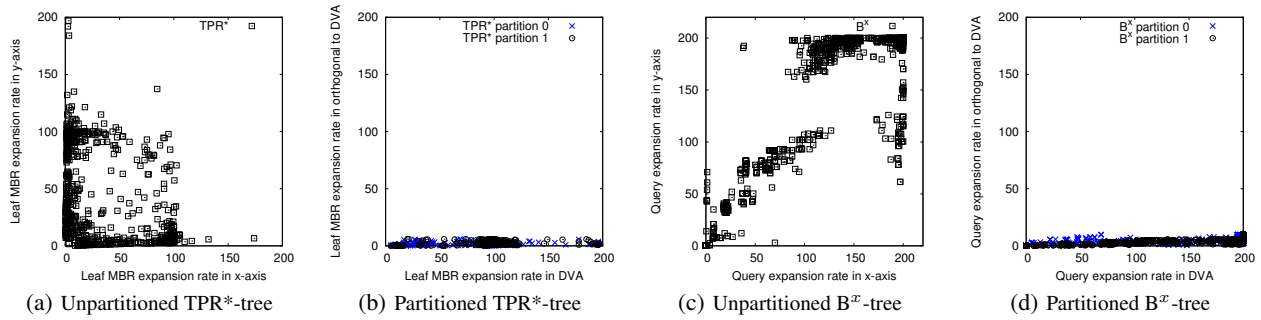 200
150
100
50
0
0 50 100 150 200
Leaf MBR expansion rate in y-axis
Leaf MBR expansion rate in x-axis
TPR*
(a) Unpartitioned TPR*-tree
200
150
100
50
0
0 50 100 150 200
Leaf MBR expansion rate in orthogonal to DVA
Leaf MBR expansion rate in DVA
TPR* partition 0
TPR* partition 1
(b) Partitioned TPR*-tree
200
150
100
50
0
0 50 100 150 200
Query expansion rate in y-axis
Query expansion rate in x-axis
Bˣ
(c) Unpartitioned Bˣ-tree
200
150
100
50
0
0 50 100 150 200
Query expansion rate in orthogonal to DVA
Query expansion rate in DVA
Bˣ partition 0
Bˣ partition 1
(d) Partitioned Bˣ-tree